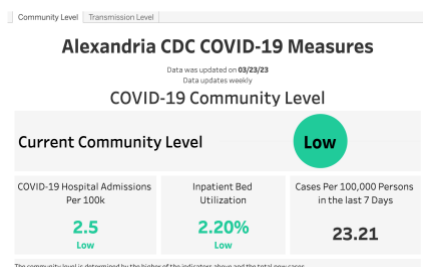 Community Level Transmission Level
Alexandria CDC COVID-19 Measures
Data was updated on 03/23/23
Data updates weekly
COVID-19 Community Level
Current Community Level Low
COVID-19 Hospital Admissions Per 100k
2.5
Low
Inpatient Bed Utilization
2.20%
Low
Cases Per 100,000 Persons in the last 7 Days
23.21
The community level is determined by the higher of the indicators above and the total new cases